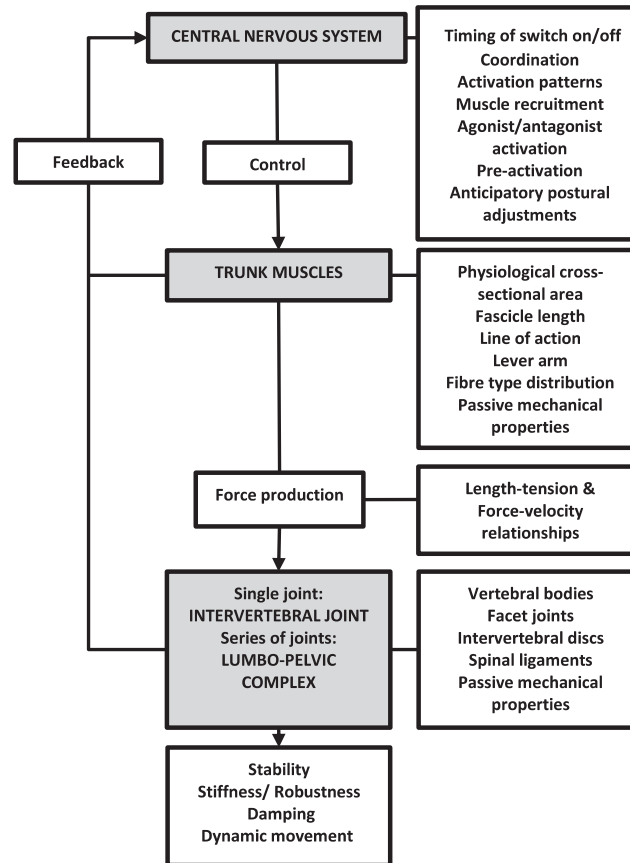 CENTRAL NERVOUS SYSTEM
Timing of switch on/off
Coordination
Activation patterns
Muscle recruitment
Agonist/antagonist
activation
Pre-activation
Anticipatory postural
adjustments
Feedback
Control
TRUNK MUSCLES
Physiological cross-
sectional area
Fascicle length
Line of action
Lever arm
Fibre type distribution
Passive mechanical
properties
Force production
Length-tension &
Force-velocity
relationships
Single joint:
INTERVERTEBRAL JOINT
Series of joints:
LUMBO-PELVIC
COMPLEX
Vertebral bodies
Facet joints
Intervertebral discs
Spinal ligaments
Passive mechanical
properties
Stability
Stiffness/ Robustness
Damping
Dynamic movement